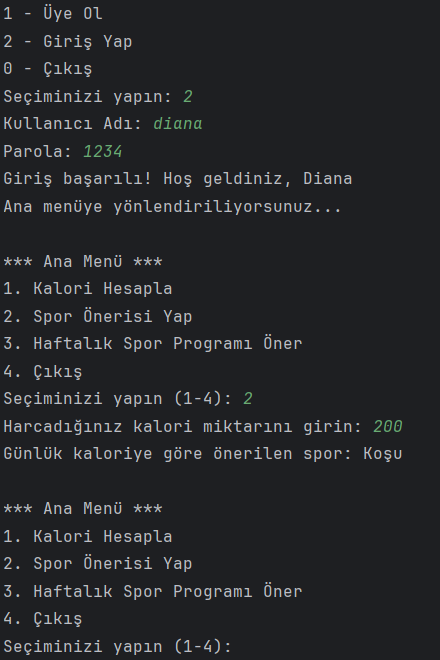 1 - Üye Ol
2 - Giriş Yap
0 - Çıkış
Seçiminizi yapın: 2
Kullanıcı Adı: diana
Parola: 1234
Giriş başarılı! Hoş geldiniz, Diana
Ana menüye yönlendiriliyorsunuz...
*** Ana Menü ***
1. Kalori Hesapla
2. Spor Önerisi Yap
3. Haftalık Spor Programı Öner
4. Çıkış
Seçiminizi yapın (1-4): 2
Harcadığınız kalori miktarını girin: 200
Günlük kaloriye göre önerilen spor: Koşu
*** Ana Menü ***
1. Kalori Hesapla
2. Spor Önerisi Yap
3. Haftalık Spor Programı Öner
4. Çıkış
Seçiminizi yapın (1-4):